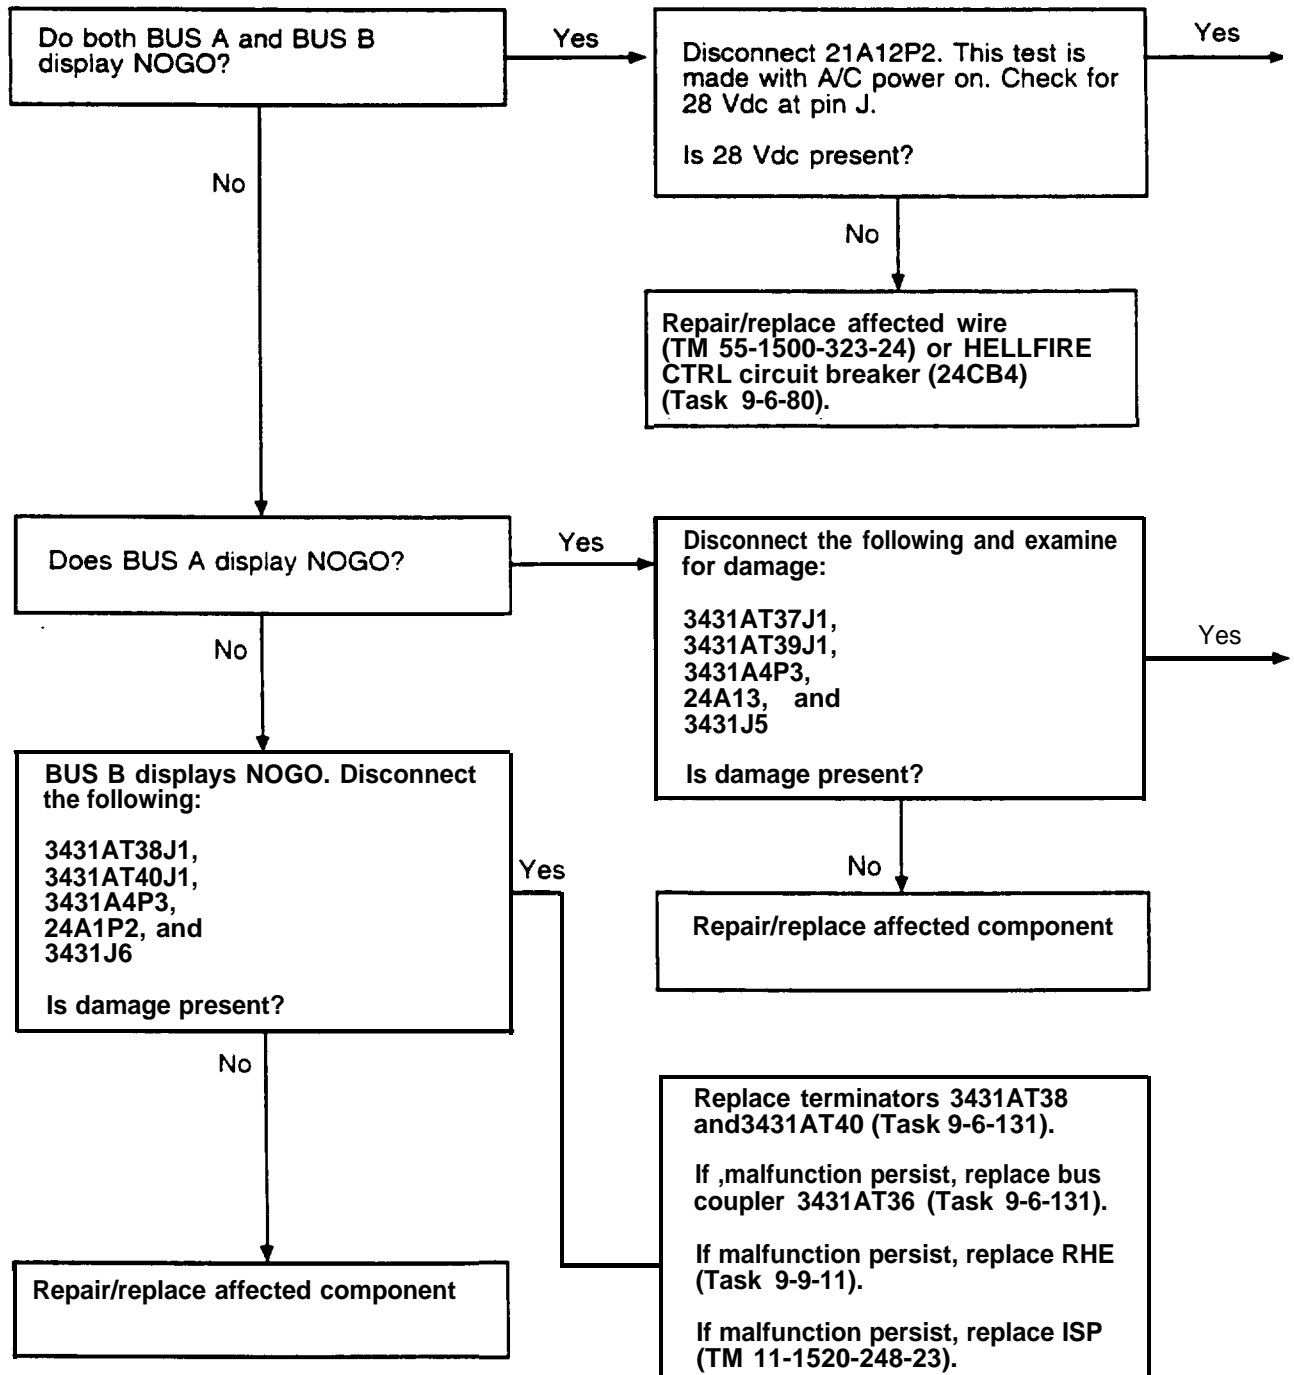 Do both BUS A and BUS B
display NOGO?
Yes
Disconnect 21A12P2. This test is
made with A/C power on. Check for
28 Vdc at pin J.
Is 28 Vdc present?
Yes
No
No
Repair/replace affected wire
(TM 55-1500-323-24) or HELLFIRE
CTRL circuit breaker (24CB4)
(Task 9-6-80).
Does BUS A display NOGO?
Yes
Disconnect the following and examine
for damage:
3431AT37J1,
3431AT39J1,
3431A4P3,
24A13, and
3431J5
Is damage present?
Yes
No
No
Repair/replace affected component
BUS B displays NOGO. Disconnect
the following:
3431AT38J1,
3431AT40J1,
3431A4P3,
24A1P2, and
3431J6
Is damage present?
Yes
No
Repair/replace affected component
Replace terminators 3431AT38
and3431AT40 (Task 9-6-131).
If ,malfunction persist, replace bus
coupler 3431AT36 (Task 9-6-131).
If malfunction persist, replace RHE
(Task 9-9-11).
If malfunction persist, replace ISP
(TM 11-1520-248-23).